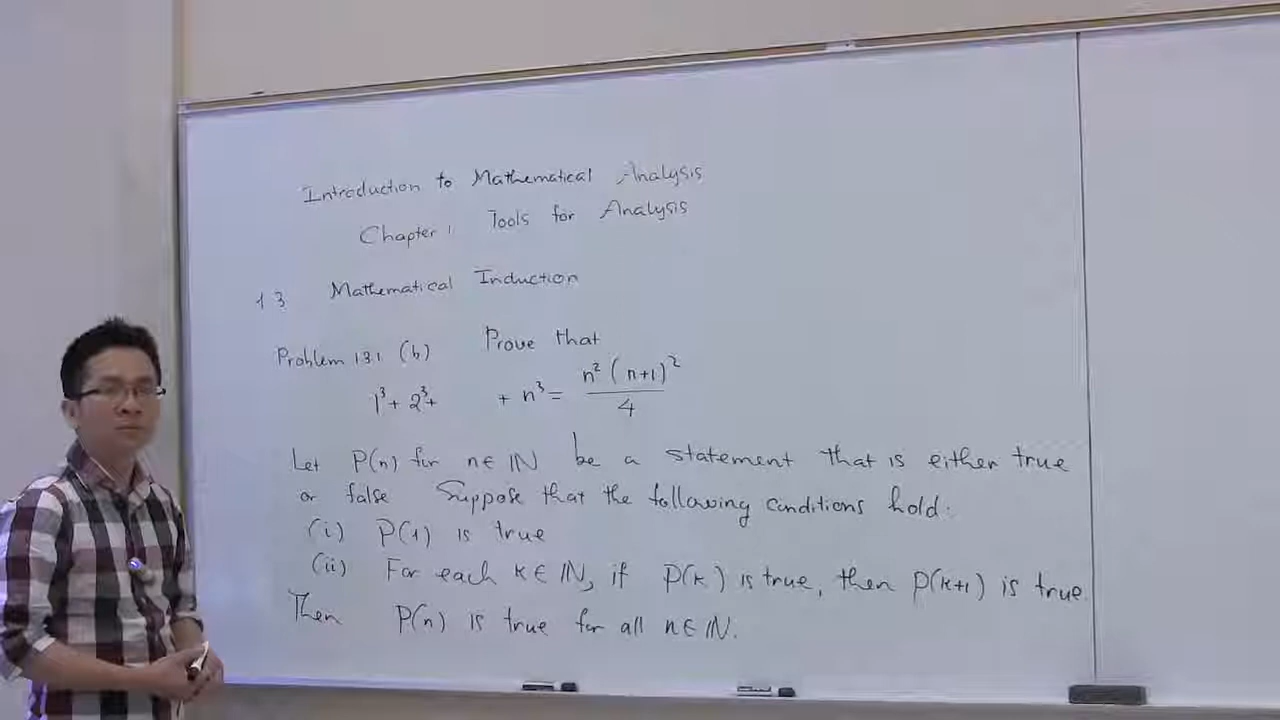 Introduction to Mathematical Analysis
Chapter 1 Tools for Analysis
1 3 Mathematical Induction
Problem 1 3 1 (b) Prove that
1³ + 2³ + + n³ = n² (n+1)² / 4
Let P(n) for n ∈ ℕ be a statement that is either true
or false Suppose that the following conditions hold:
(i) P(1) is true
(ii) For each k ∈ ℕ, if P(k) is true, then P(k+1) is true.
Then P(n) is true for all n ∈ ℕ.